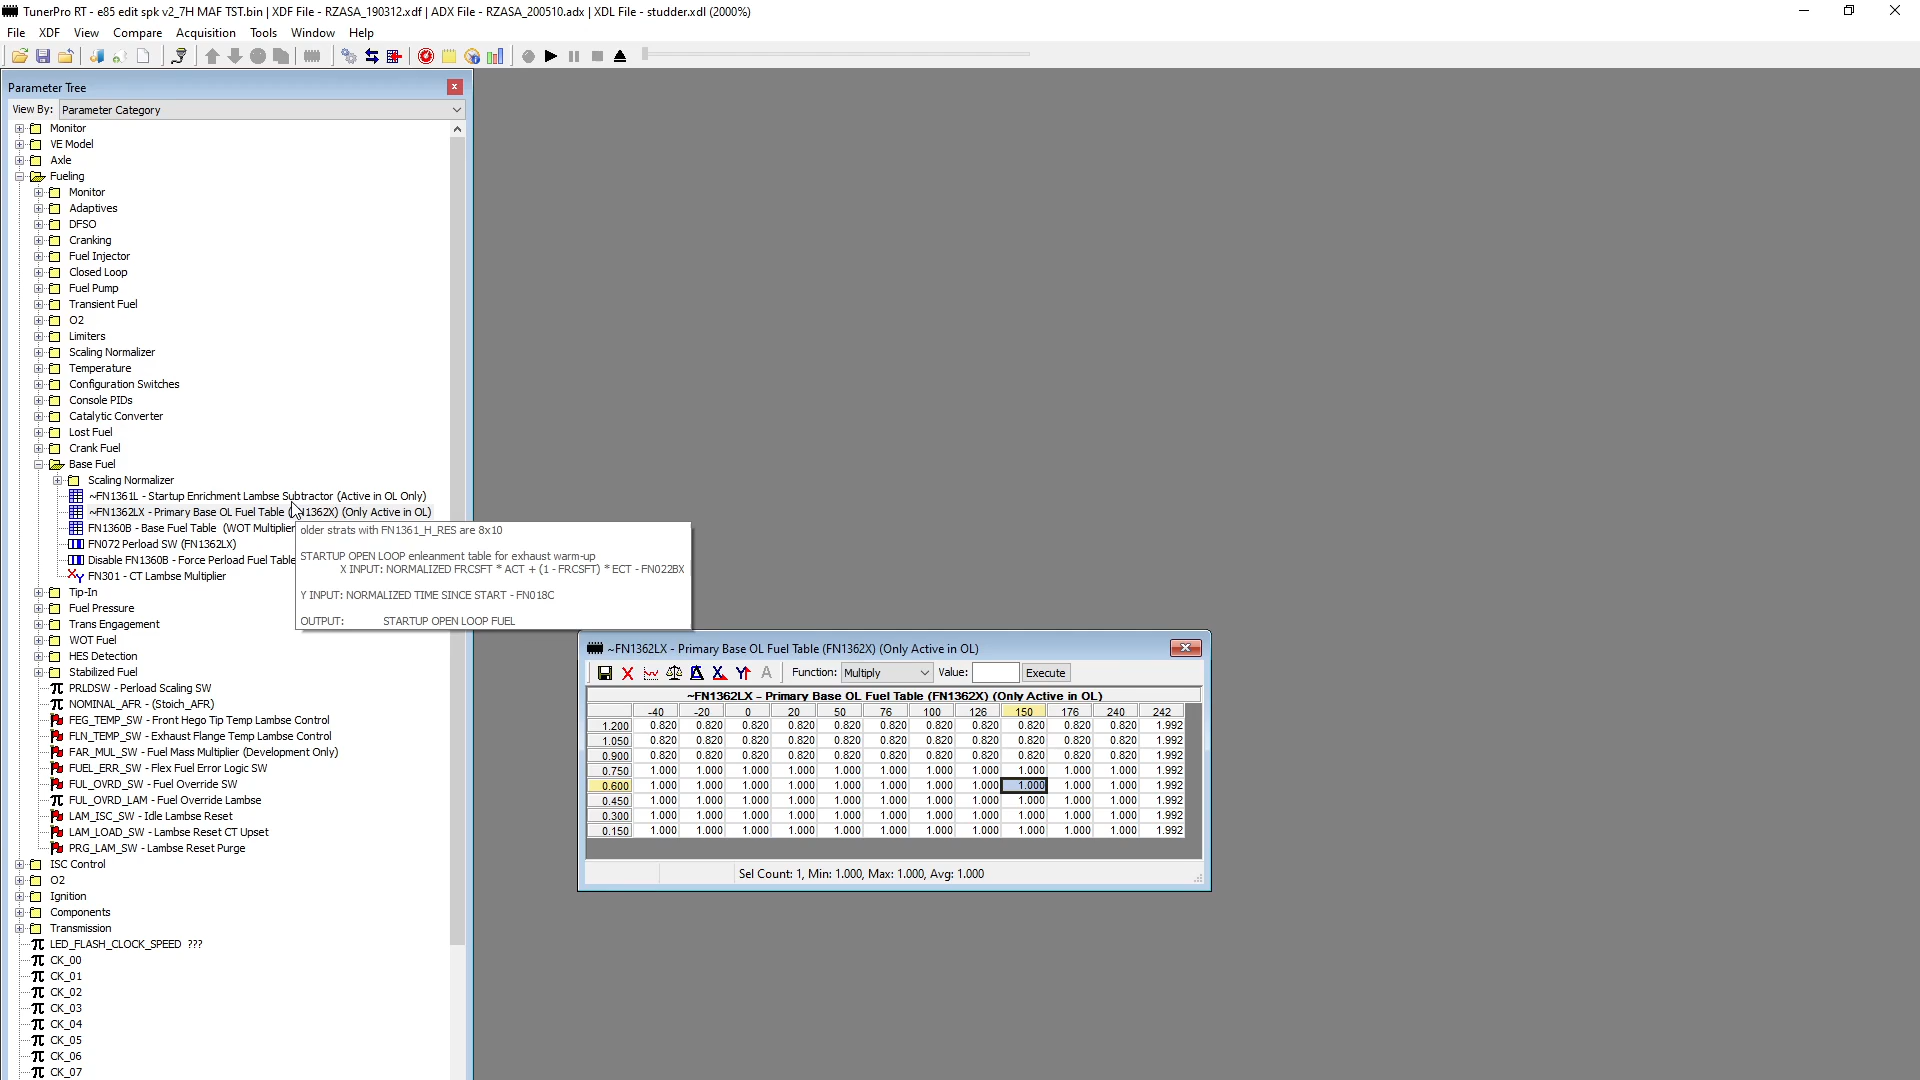 TunerPro RT - e85 edit spk v2_7H MAF TST.bin | XDF File - RZASA_190312.xdf | ADX File - RZASA_200510.adx | XDL File - studder.xdl (2000%)
File XDF View Compare Acquisition Tools Window Help
Parameter Tree
View By: Parameter Category
Monitor
VE Model
Axle
Fueling
Monitor
Adaptives
DFSO
Cranking
Fuel Injector
Closed Loop
Fuel Pump
Transient Fuel
O2
Limiters
Scaling Normalizer
Temperature
Configuration Switches
Console PIDs
Catalytic Converter
Lost Fuel
Crank Fuel
Base Fuel
Scaling Normalizer
~FN1361L - Startup Enrichment Lambse Subtractor (Active in OL Only)
~FN1362LX - Primary Base OL Fuel Table (FN1362X) (Only Active in OL)
FN1360B - Base Fuel Table (WOT Multiplier
FN072 Perload SW (FN1362LX)
Disable FN1360B - Force Perload Fuel Table
FN301 - CT Lambse Multiplier
Tip-In
Fuel Pressure
Trans Engagement
WOT Fuel
HES Detection
Stabilized Fuel
PRLDSW - Perload Scaling SW
NOMINAL_AFR - (Stoich_AFR)
FEG_TEMP_SW - Front Hego Tip Temp Lambse Control
FLN_TEMP_SW - Exhaust Flange Temp Lambse Control
FAR_MUL_SW - Fuel Mass Multiplier (Development Only)
FUEL_ERR_SW - Flex Fuel Error Logic SW
FUL_OVRD_SW - Fuel Override SW
FUL_OVRD_LAM - Fuel Override Lambse
LAM_ISC_SW - Idle Lambse Reset
LAM_LOAD_SW - Lambse Reset CT Upset
PRG_LAM_SW - Lambse Reset Purge
ISC Control
O2
Ignition
Components
Transmission
LED_FLASH_CLOCK_SPEED ???
CK_00
CK_01
CK_02
CK_03
CK_04
CK_05
CK_06
CK_07
older strats with FN1361_H_RES are 8x10
STARTUP OPEN LOOP enleanment table for exhaust warm-up
X INPUT: NORMALIZED FRCSFT * ACT + (1 - FRCSFT) * ECT - FN022BX
Y INPUT: NORMALIZED TIME SINCE START - FN018C
OUTPUT: STARTUP OPEN LOOP FUEL
~FN1362LX - Primary Base OL Fuel Table (FN1362X) (Only Active in OL)
Function: Multiply Value: Execute
~FN1362LX - Primary Base OL Fuel Table (FN1362X) (Only Active in OL)
-40 -20 0 20 50 76 100 126 150 176 240 242
1.200 0.820 0.820 0.820 0.820 0.820 0.820 0.820 0.820 0.820 0.820 0.820 1.992
1.050 0.820 0.820 0.820 0.820 0.820 0.820 0.820 0.820 0.820 0.820 0.820 1.992
0.900 0.820 0.820 0.820 0.820 0.820 0.820 0.820 0.820 0.820 0.820 0.820 1.992
0.750 1.000 1.000 1.000 1.000 1.000 1.000 1.000 1.000 1.000 1.000 1.000 1.992
0.600 1.000 1.000 1.000 1.000 1.000 1.000 1.000 1.000 1.000 1.000 1.000 1.992
0.450 1.000 1.000 1.000 1.000 1.000 1.000 1.000 1.000 1.000 1.000 1.000 1.992
0.300 1.000 1.000 1.000 1.000 1.000 1.000 1.000 1.000 1.000 1.000 1.000 1.992
0.150 1.000 1.000 1.000 1.000 1.000 1.000 1.000 1.000 1.000 1.000 1.000 1.992
Sel Count: 1, Min: 1.000, Max: 1.000, Avg: 1.000